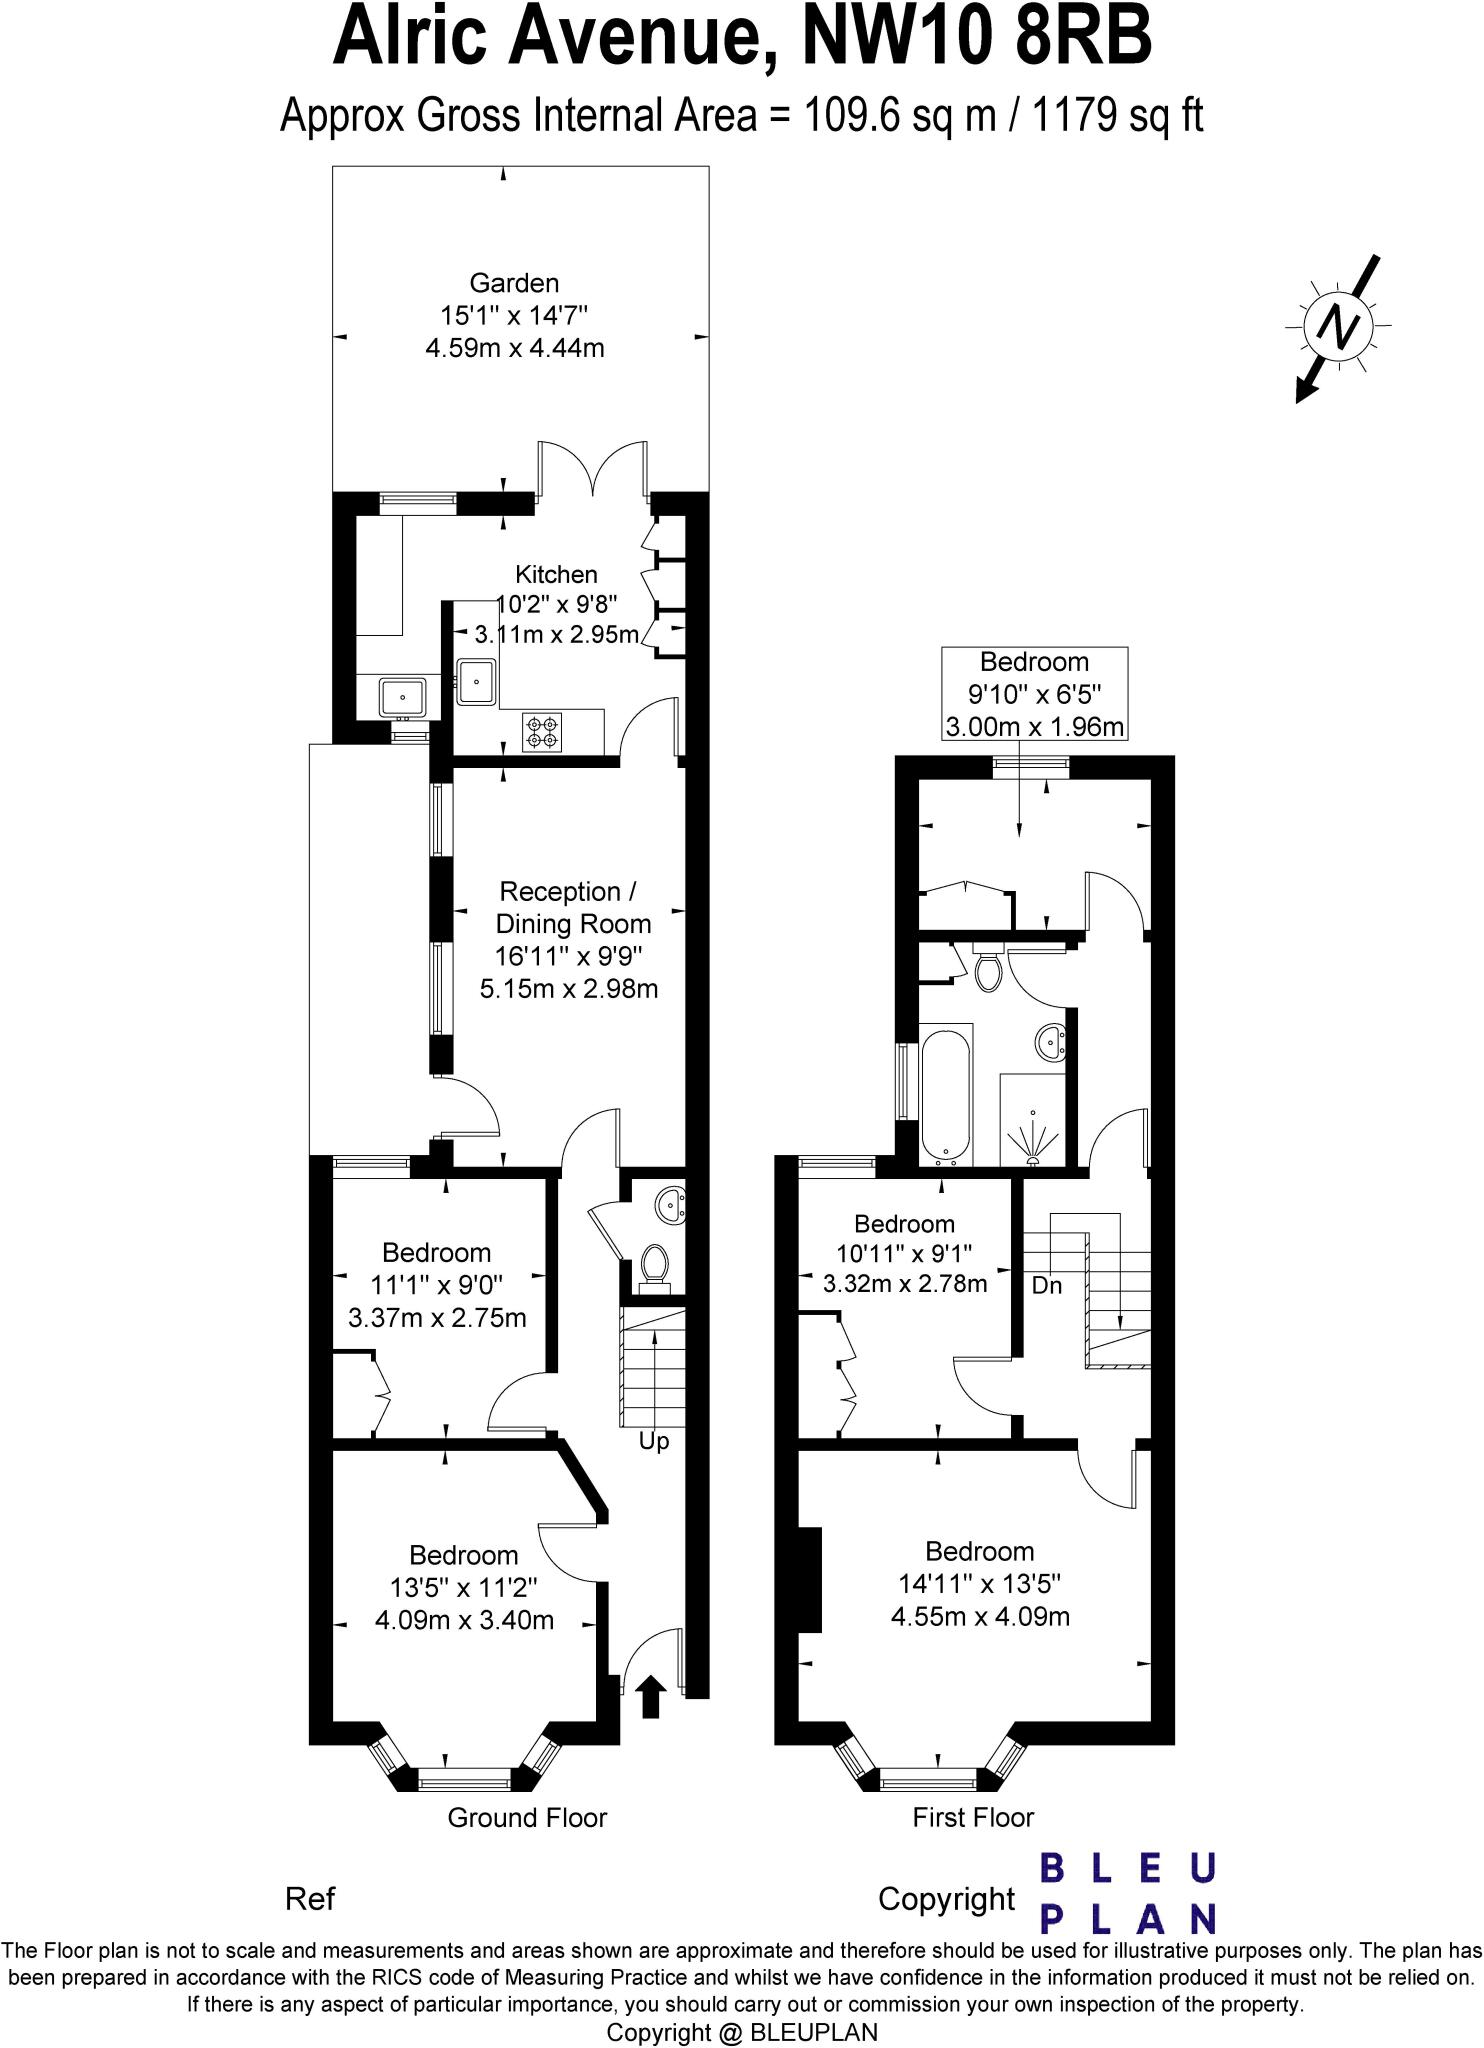 Alric Avenue, NW10 8RB
Approx Gross Internal Area = 109.6 sq m / 1179 sq ft
Garden
15'1" x 14'7"
4.59m x 4.44m
N
Kitchen
10'2" x 9'8"
3.11m x 2.95m
Bedroom
9'10" x 6'5"
3.00m x 1.96m
Reception /
Dining Room
16'11" x 9'9"
5.15m x 2.98m
Bedroom
11'1" x 9'0"
3.37m x 2.75m
Bedroom
10'11" x 9'1"
3.32m x 2.78m
Dn
Up
Bedroom
13'5" x 11'2"
4.09m x 3.40m
Bedroom
14'11" x 13'5"
4.55m x 4.09m
Ground Floor
First Floor
Ref
Copyright
BLEU
PLAN
The Floor plan is not to scale and measurements and areas shown are approximate and therefore should be used for illustrative purposes only. The plan has
been prepared in accordance with the RICS code of Measuring Practice and whilst we have confidence in the information produced it must not be relied on.
If there is any aspect of particular importance, you should carry out or commission your own inspection of the property.
Copyright @ BLEUPLAN